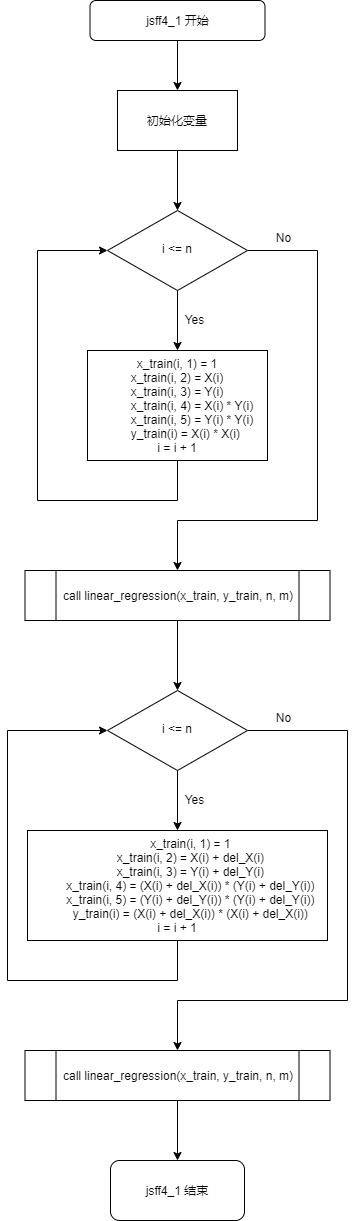 jsff4_1 开始
初始化变量
i <= n
No
Yes
x_train(i, 1) = 1
x_train(i, 2) = X(i)
x_train(i, 3) = Y(i)
x_train(i, 4) = X(i) * Y(i)
x_train(i, 5) = Y(i) * Y(i)
y_train(i) = X(i) * X(i)
i = i + 1
call linear_regression(x_train, y_train, n, m)
i <= n
No
Yes
x_train(i, 1) = 1
x_train(i, 2) = X(i) + del_X(i)
x_train(i, 3) = Y(i) + del_Y(i)
x_train(i, 4) = (X(i) + del_X(i)) * (Y(i) + del_Y(i))
x_train(i, 5) = (Y(i) + del_Y(i)) * (Y(i) + del_Y(i))
y_train(i) = (X(i) + del_X(i)) * (X(i) + del_X(i))
i = i + 1
call linear_regression(x_train, y_train, n, m)
jsff4_1 结束